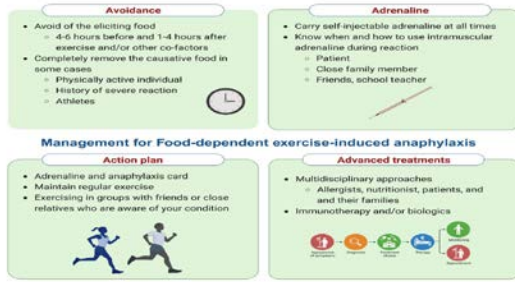 Avoidance
Avoid of the eliciting food
4-6 hours before and 1-4 hours after
exercise and/or other co-factors
Completely remove the causative food in
some cases
Physically active individual
History of severe reaction
Athletes
Adrenaline
Carry self-injectable adrenaline at all times
Know when and how to use intramuscular
adrenaline during reaction
Patient
Close family member
Friends, school teacher
Management for Food-dependent exercise-induced anaphylaxis
Action plan
Adrenaline and anaphylaxis card
Maintain regular exercise
Exercising in groups with friends or close
relatives who are aware of your condition
Advanced treatments
Multidisciplinary approaches
Allergists, nutritionist, patients, and
and their families
Immunotherapy and/or biologics